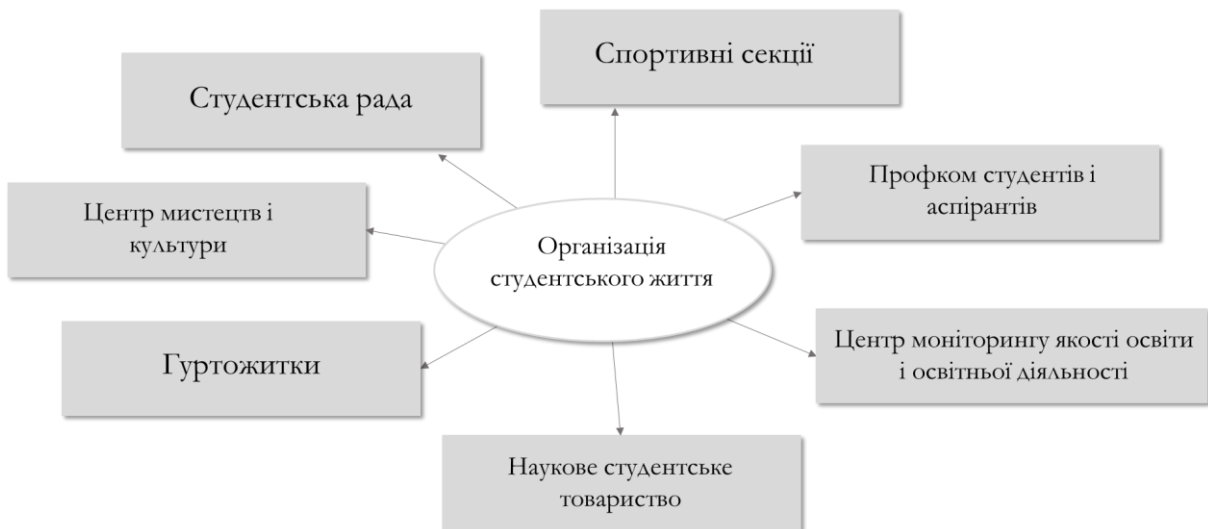 Спортивні секції
Студентська рада
Профком студентів і
аспірантів
Центр мистецтв і
культури
Організація
студентського життя
Гуртожитки
Центр моніторингу якості освіти
і освітньої діяльності
Наукове студентське
товариство